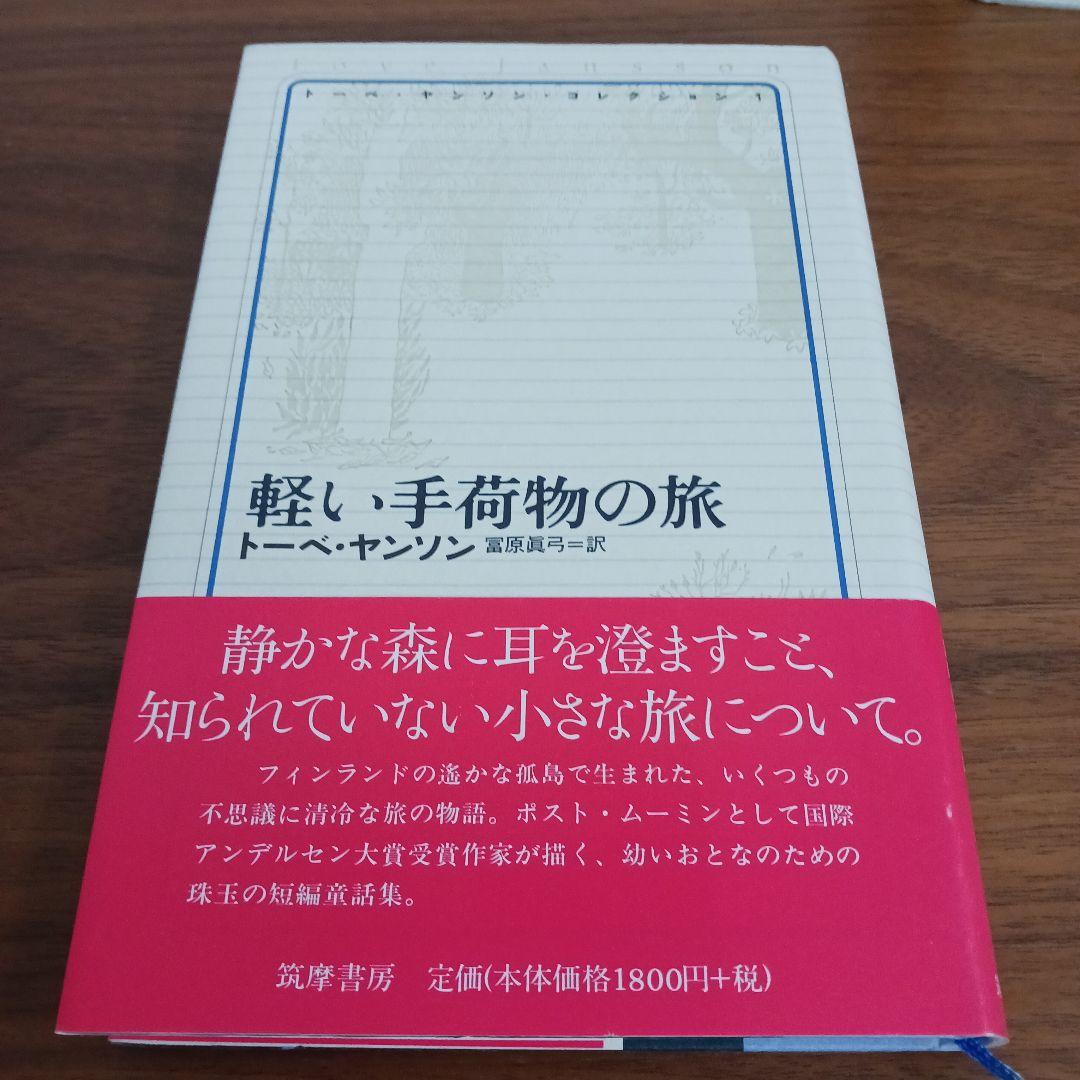 Tove Jansson
トーベ・ヤンソン・コレクション1
軽い手荷物の旅
トーベ・ヤンソン 冨原眞弓=訳
静かな森に耳を澄ますこと、
知られていない小さな旅について。
フィンランドの遙かな孤島で生まれた、いくつもの
不思議に清冷な旅の物語。ポスト・ムーミンとして国際
アンデルセン大賞受賞作家が描く、幼いおとなのための
珠玉の短編童話集。
筑摩書房 定価(本体価格1800円+税)